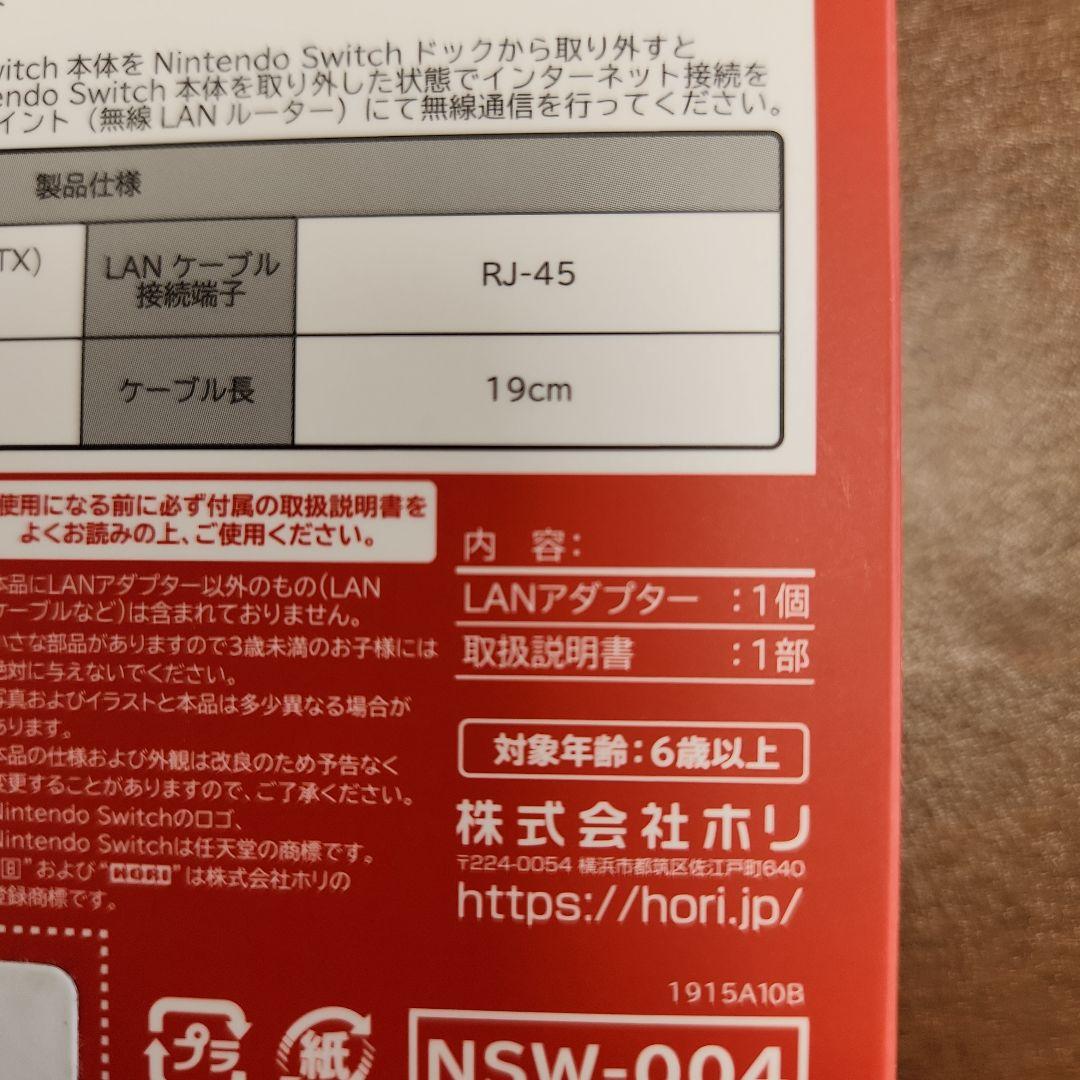 witch 本体を Nintendo Switch ドックから取り外すと
endo Switch 本体を取り外した状態でインターネット接続を
イント（無線 LAN ルーター）にて無線通信を行ってください。
製品仕様
TX)
LAN ケーブル
接続端子
RJ-45
ケーブル長
19cm
使用になる前に必ず付属の取扱説明書を
よくお読みの上、ご使用ください。
内 容：
LANアダプター ：1個
取扱説明書 ：1部
本品にLANアダプター以外のもの（LAN
ケーブルなど）は含まれておりません。
小さな部品がありますので3歳未満のお子様には
絶対に与えないでください。
写真およびイラストと本品は多少異なる場合が
あります。
本品の仕様および外観は改良のため予告なく
変更することがありますので、ご了承ください。
Nintendo Switchのロゴ、
Nintendo Switchは任天堂の商標です。
"および"HORI"は株式会社ホリの
登録商標です。
対象年齢：6歳以上
株式会社ホリ
〒224-0054 横浜市都筑区佐江戸町640
https://hori.jp/
1915A10B
プラ
紙
NSW-004